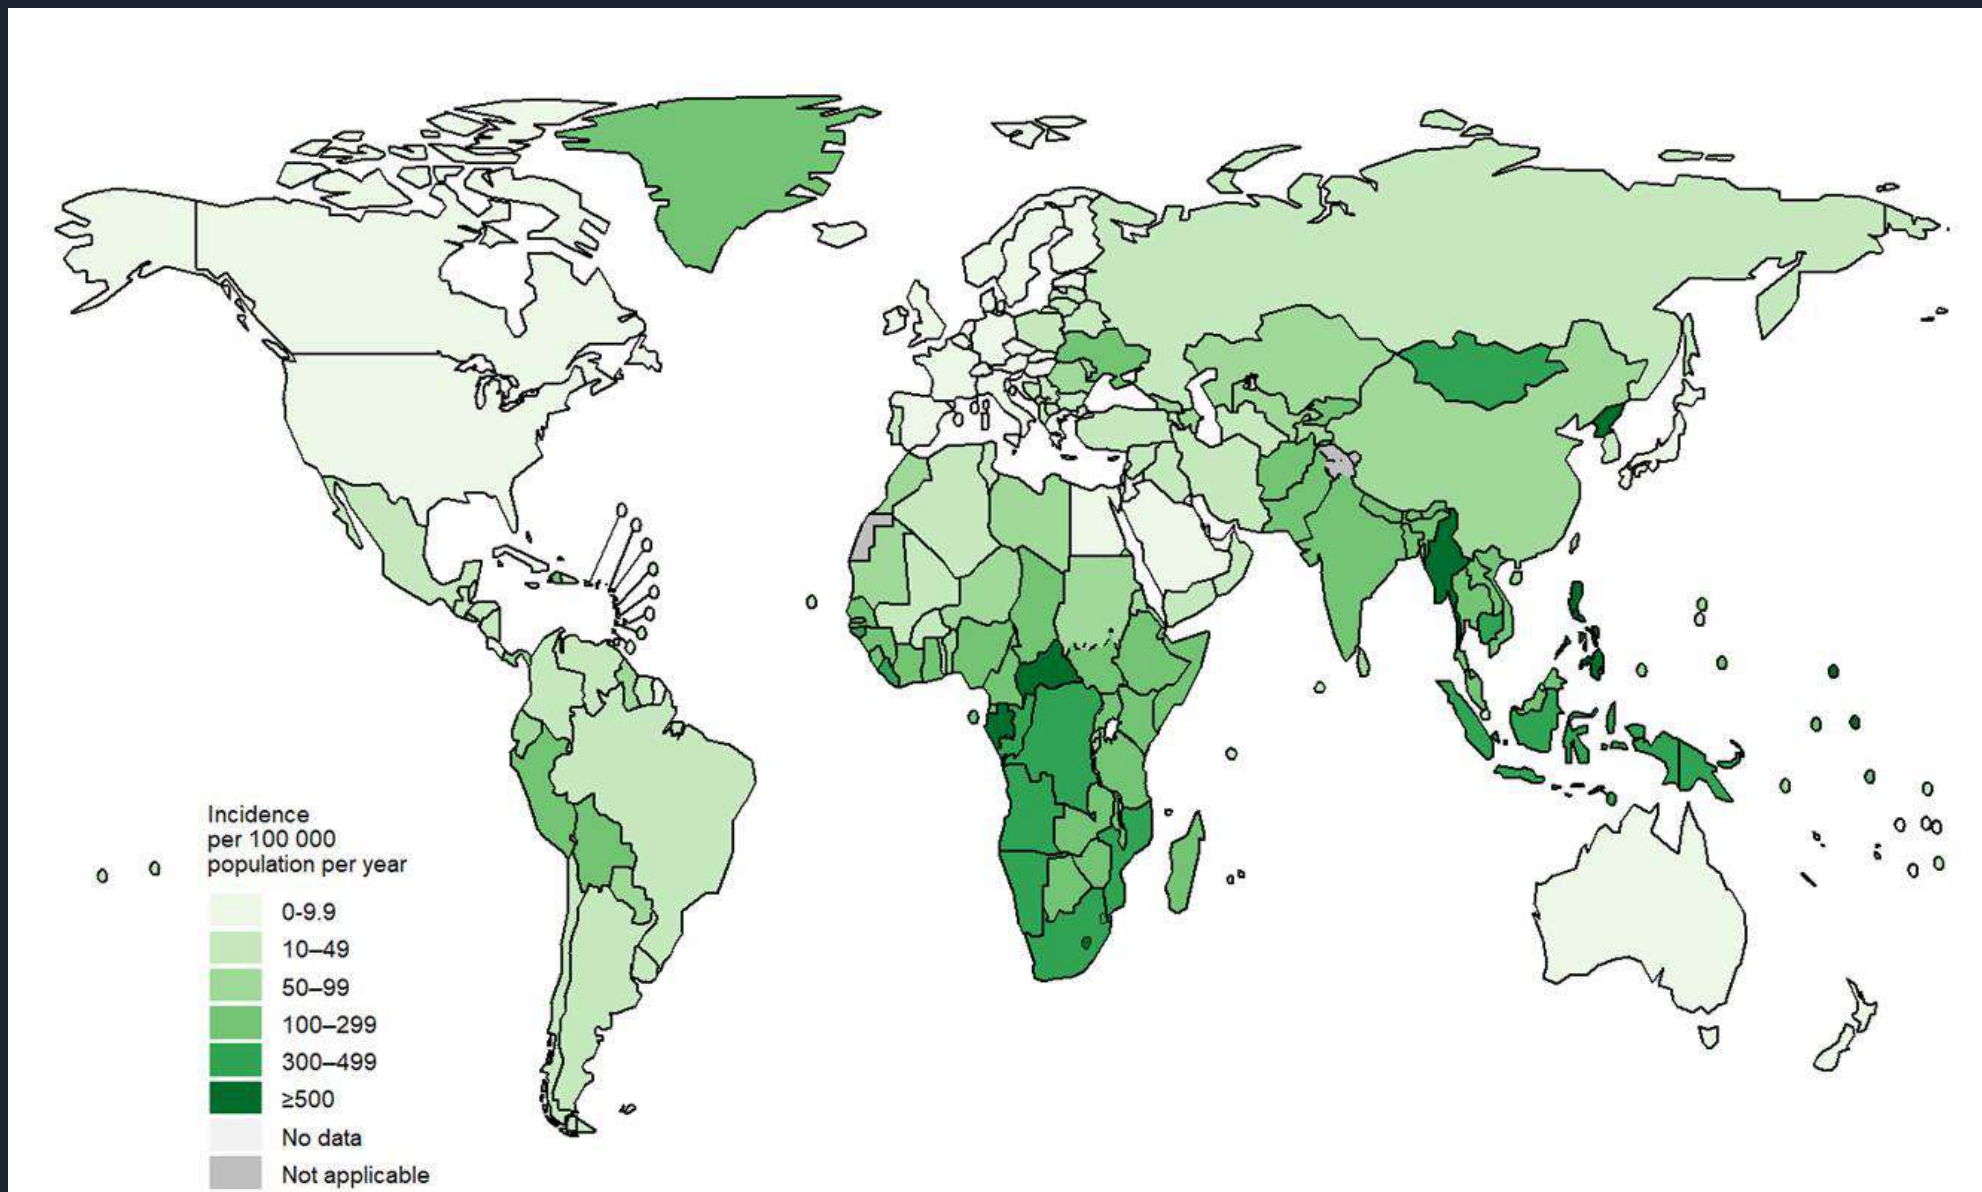 Incidence
per 100 000
population per year
0-9.9
10–49
50–99
100–299
300–499
≥500
No data
Not applicable